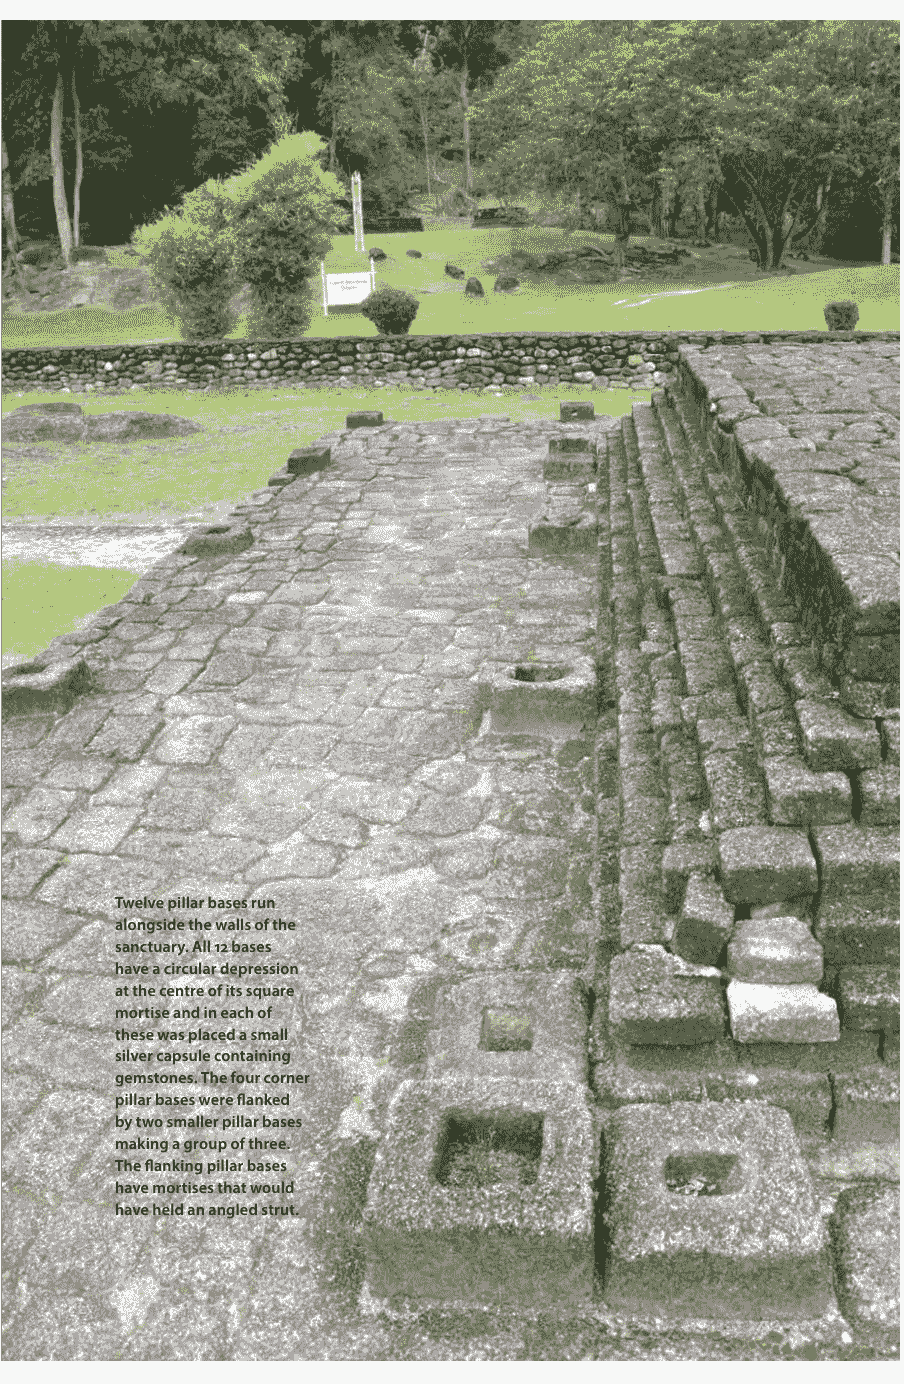 Twelve pillar bases run
alongside the walls of the
sanctuary. All 12 bases
have a circular depression
at the centre of its square
mortise and in each of
these was placed a small
silver capsule containing
gemstones. The four corner
pillar bases were flanked
by two smaller pillar bases
making a group of three.
The flanking pillar bases
have mortises that would
have held an angled strut.